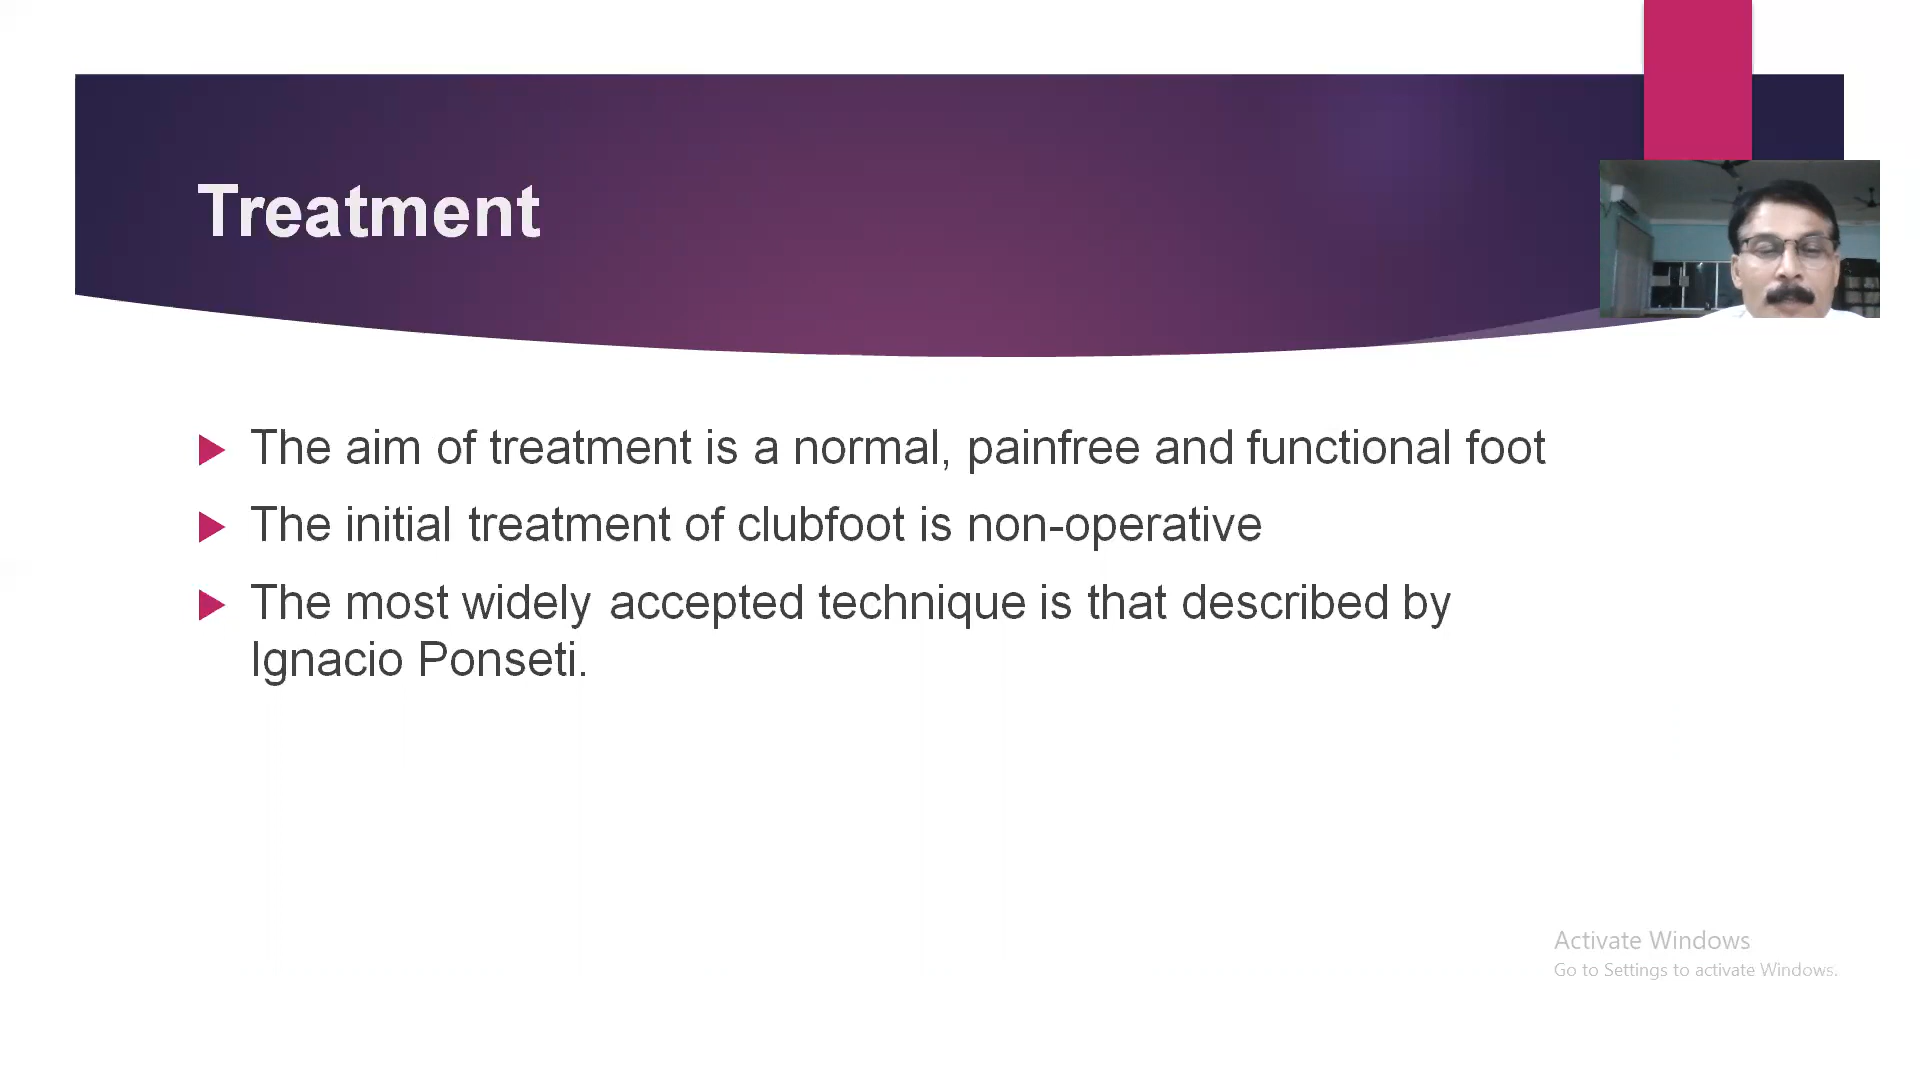 Treatment
The aim of treatment is a normal, painfree and functional foot
The initial treatment of clubfoot is non-operative
The most widely accepted technique is that described by
Ignacio Ponseti.
Activate Windows
Go to Settings to activate Windows.